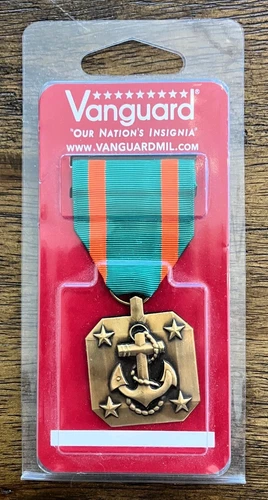 Vanguard®
"OUR NATION'S INSIGNIA"
WWW.VANGUARDMIL.COM